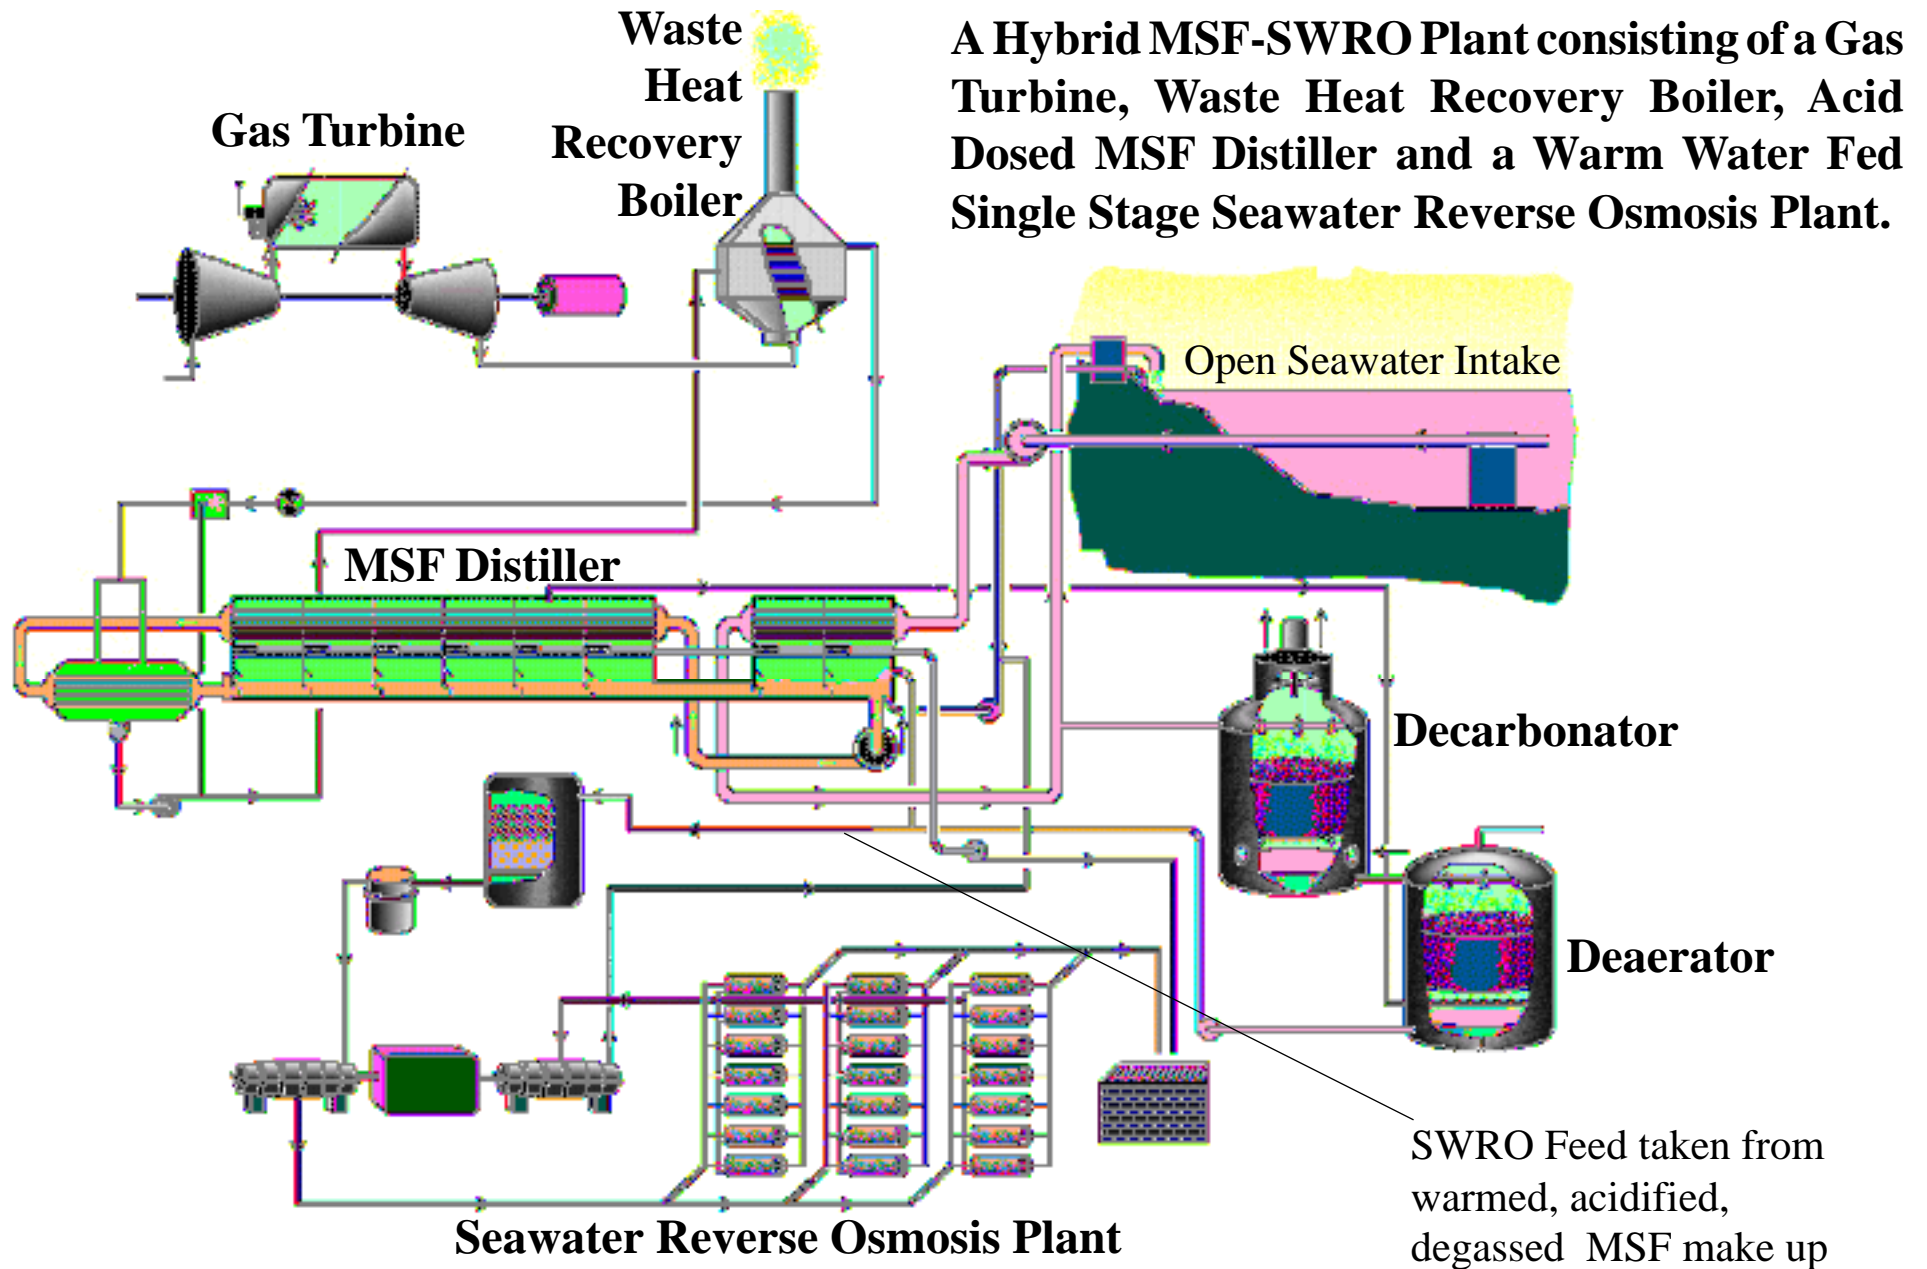 Waste
Heat
Recovery
Boiler
A Hybrid MSF-SWRO Plant consisting of a Gas
Turbine, Waste Heat Recovery Boiler, Acid
Dosed MSF Distiller and a Warm Water Fed
Single Stage Seawater Reverse Osmosis Plant.
Gas Turbine
Open Seawater Intake
MSF Distiller
Decarbonator
Deaerator
SWRO Feed taken from
warmed, acidified,
degassed MSF make up
Seawater Reverse Osmosis Plant